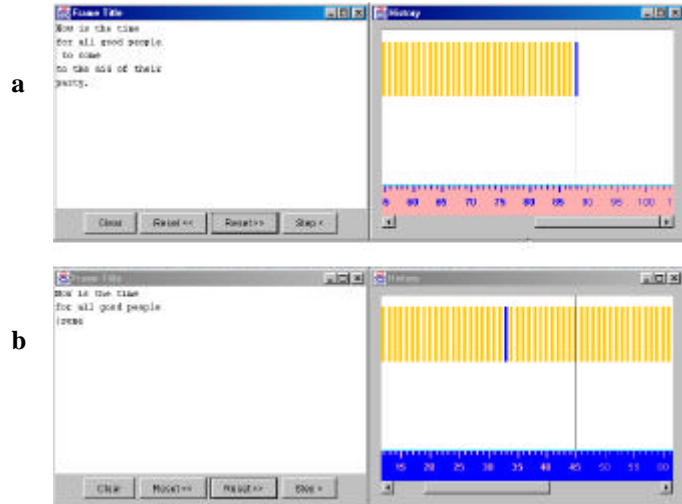 a
Frame Title
History
Now is the time
for all good people
to come
to the aid of their
party.
55 60 65 70 75 80 85 90 95 100
Clear Reset << Reset >> Step <
b
Frame Title
History
Now is the time
for all good people
15 20 25 30 35 40 45 50 55 60
Clear Reset << Reset >> Step <